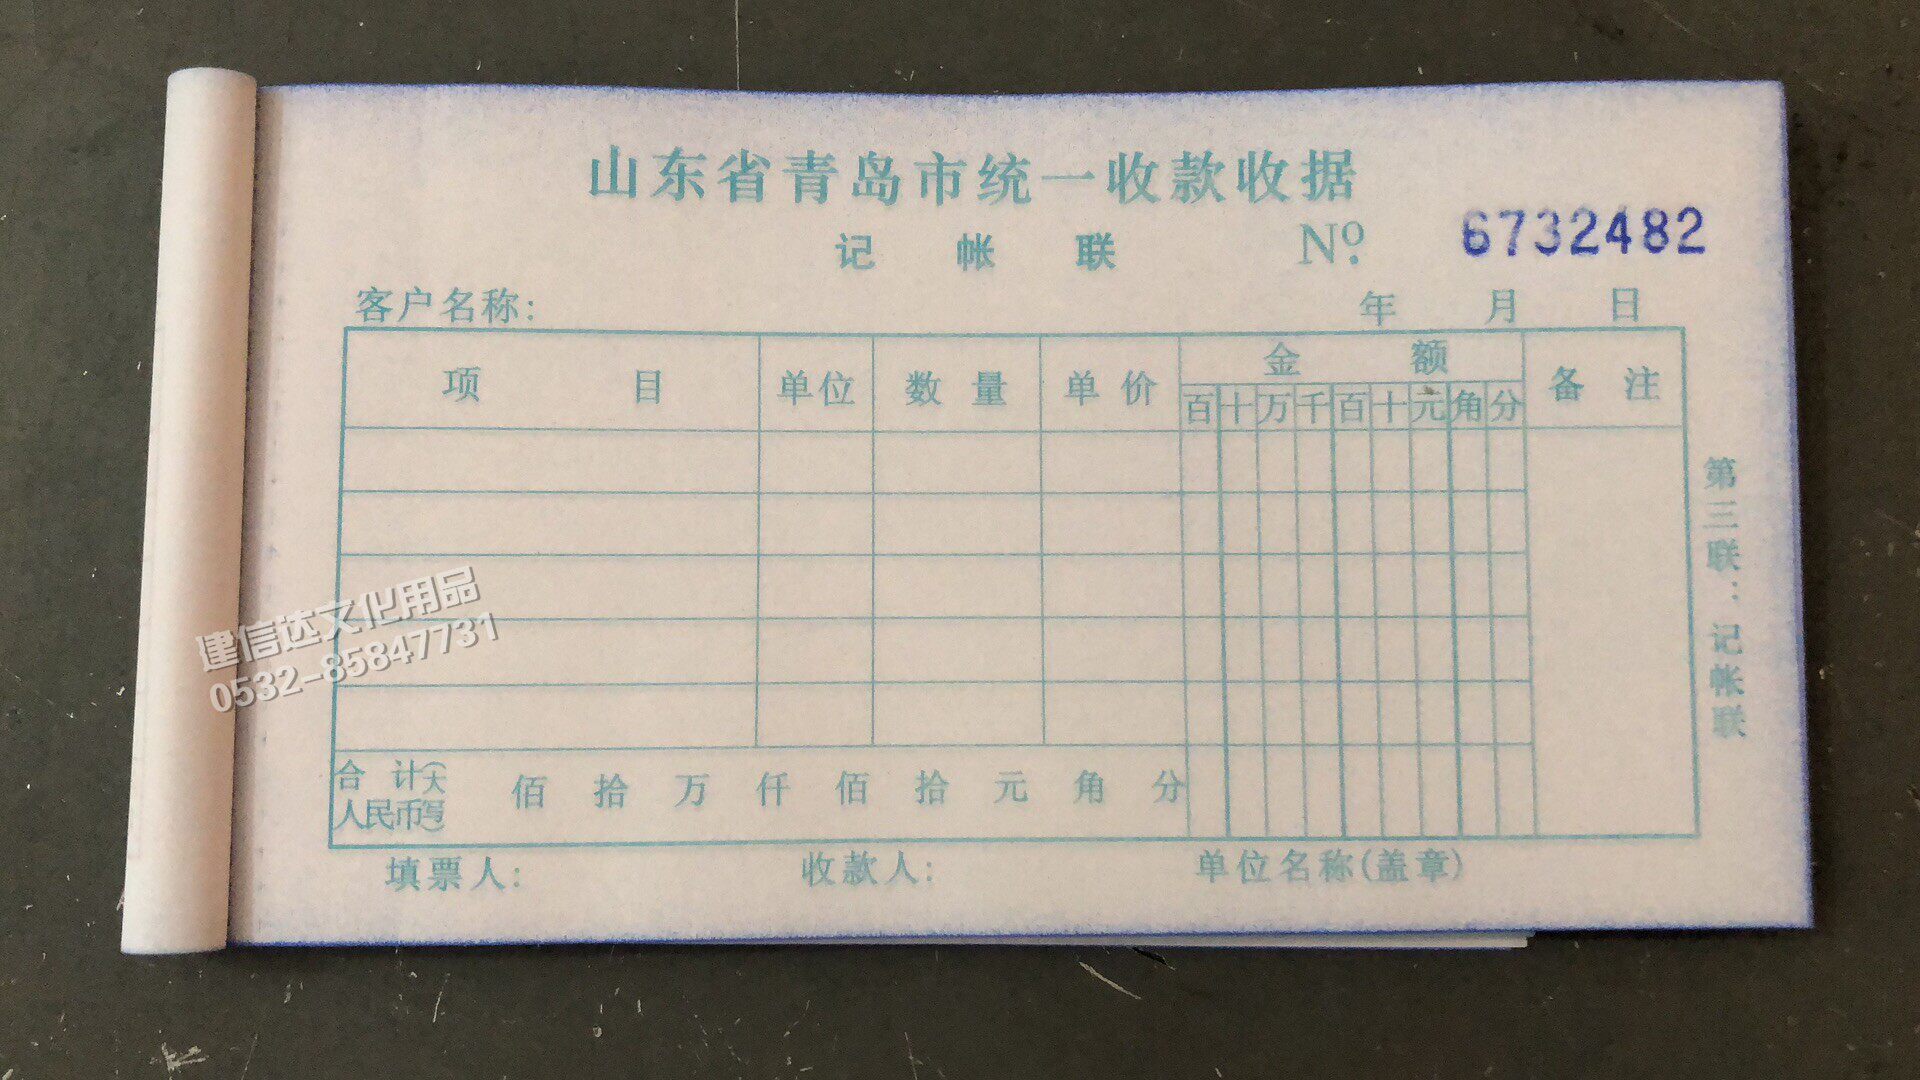 山东省青岛市统一收款收据
记 帐 联 Nº. 6732482
客户名称: 年 月 日
项 目 单位 数 量 单 价 金 额 备 注
百 十 万 千 百 十 元 角 分
合 计(大写)
人民币 佰 拾 万 仟 佰 拾 元 角 分
填票人: 收款人: 单位名称(盖章)
第三联:记帐联
建信达文化用品
0532-85847731